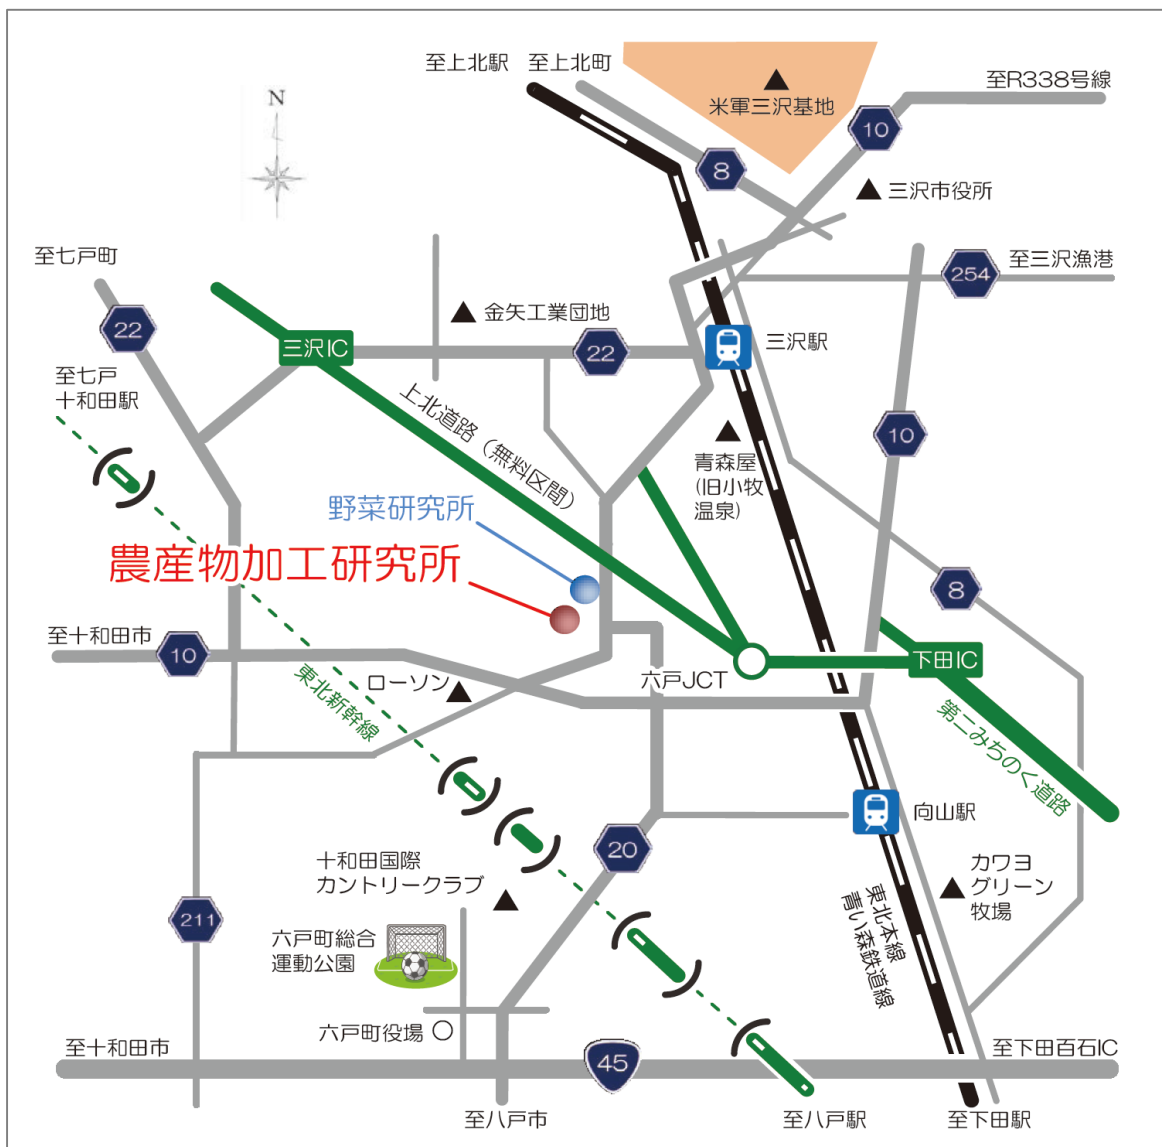 至上北駅
至上北町
至R338号線
米軍三沢基地
N
10
8
三沢市役所
至七戸町
至三沢漁港
254
金矢工業団地
22
三沢IC
22
三沢駅
至七戸
十和田駅
上北道路（無料区間）
10
青森屋
(旧小牧
温泉)
野菜研究所
農産物加工研究所
8
至十和田市
10
下田IC
六戸JCT
ローソン
東北新幹線
第二みちのく道路
向山駅
20
十和田国際
カントリークラブ
カワヨ
グリーン
牧場
東北本線
青い森鉄道線
211
六戸町総合
運動公園
六戸町役場
至十和田市
45
至下田百石IC
至八戸市
至八戸駅
至下田駅